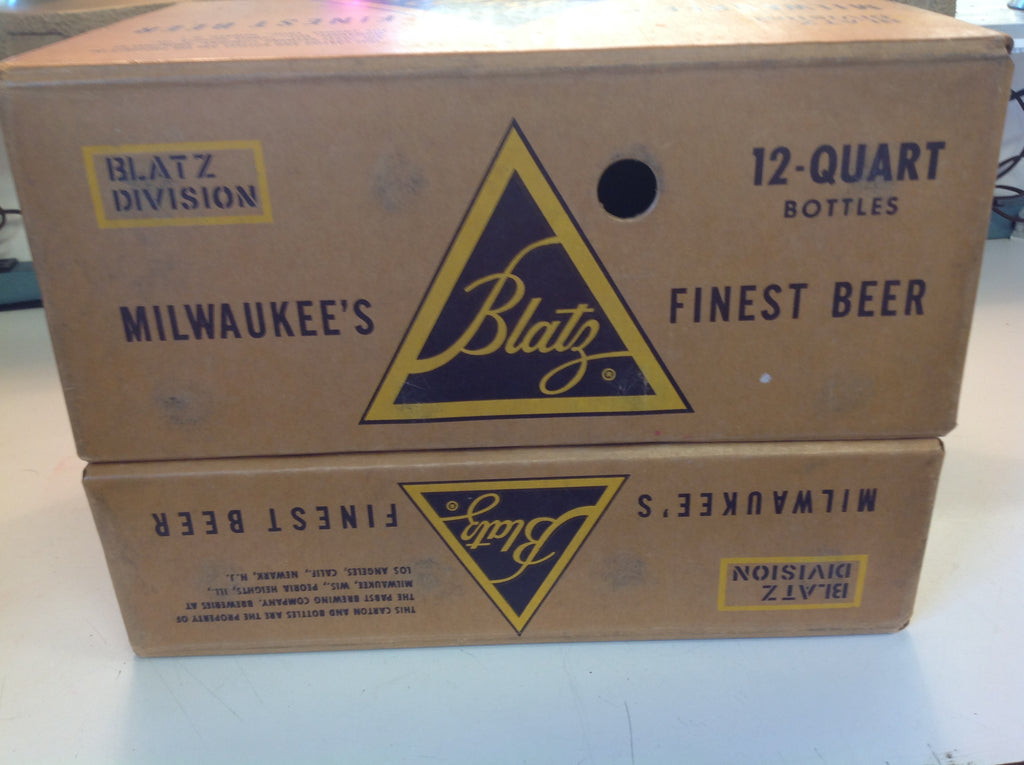 FINEST BEER
BLATZ
DIVISION
12-QUART
BOTTLES
MILWAUKEE'S
Blatz ®
FINEST BEER
MILWAUKEE'S
Blatz ®
FINEST BEER
BLATZ
DIVISION
THIS CARTON AND BOTTLES ARE THE PROPERTY OF
THE PABST BREWING COMPANY. BREWERIES AT
MILWAUKEE, WIS., PEORIA HEIGHTS, ILL.,
LOS ANGELES, CALIF., NEWARK, N. J.